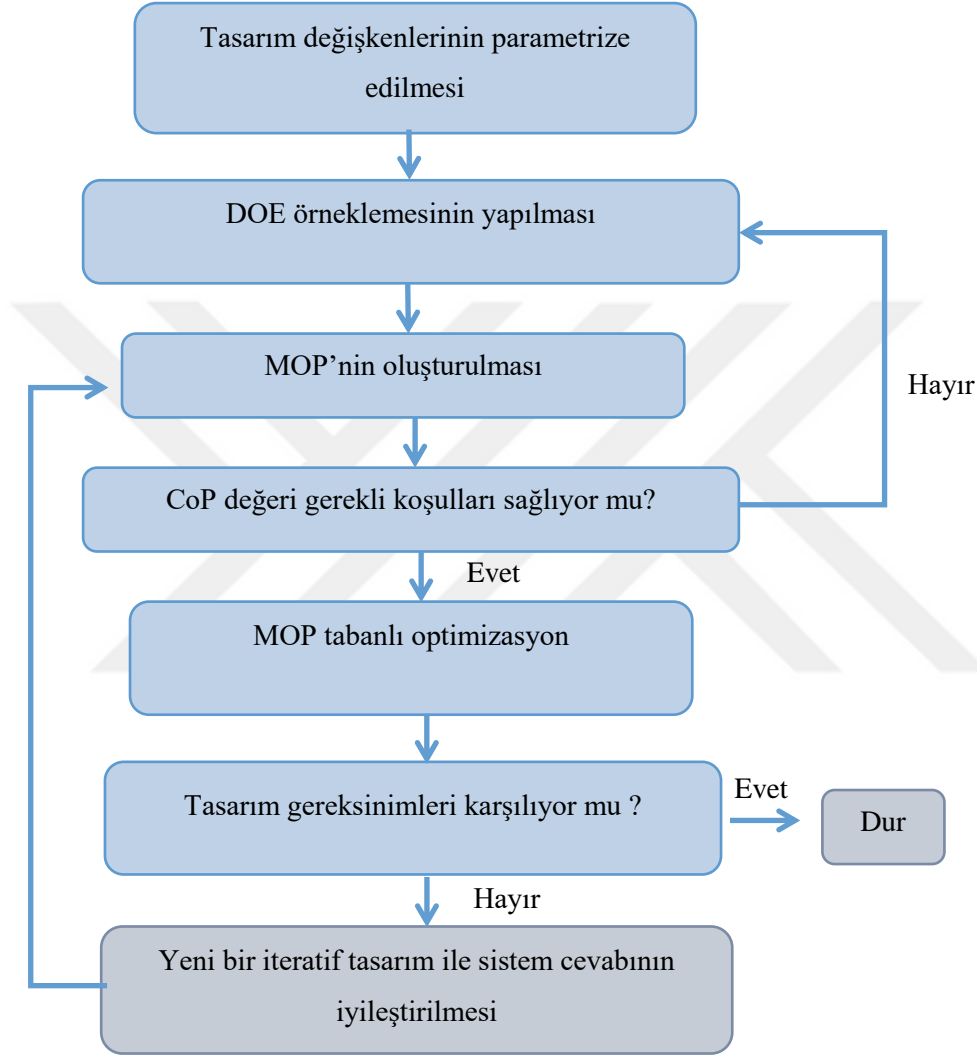 Tasarım değişkenlerinin parametrize
edilmesi
DOE örneklemesinin yapılması
MOP’nin oluşturulması
Hayır
CoP değeri gerekli koşulları sağlıyor mu?
Evet
MOP tabanlı optimizasyon
Tasarım gereksinimleri karşılıyor mu ?
Evet
Dur
Hayır
Yeni bir iteratif tasarım ile sistem cevabının
iyileştirilmesi